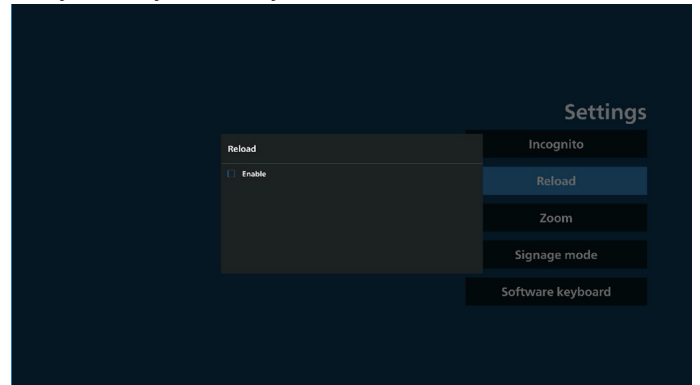 Settings
Incognito
Reload
Enable
Reload
Zoom
Signage mode
Software keyboard